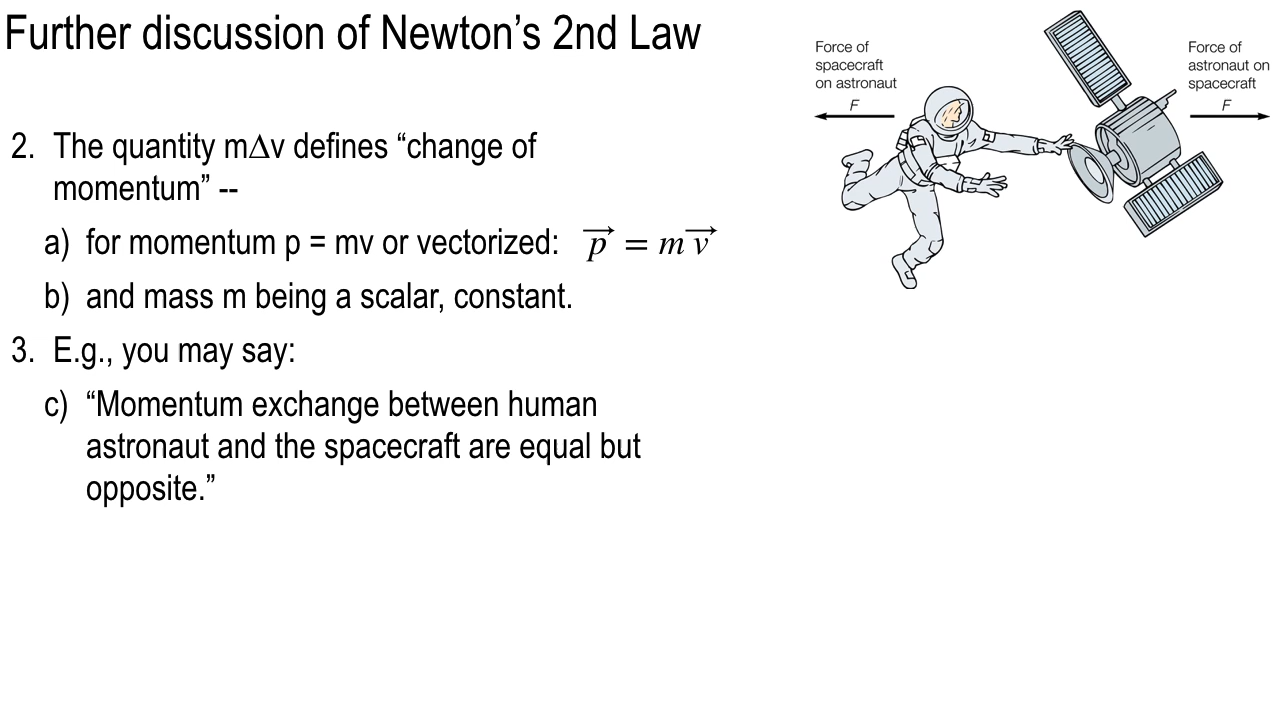 Further discussion of Newton’s 2nd Law
Force of
spacecraft
on astronaut
F
Force of
astronaut on
spacecraft
F
2. The quantity m∆v defines “change of
momentum” --
a) for momentum p = mv or vectorized: $\overrightarrow{p} = m\overrightarrow{v}$
b) and mass m being a scalar, constant.
3. E.g., you may say:
c) “Momentum exchange between human
astronaut and the spacecraft are equal but
opposite.”